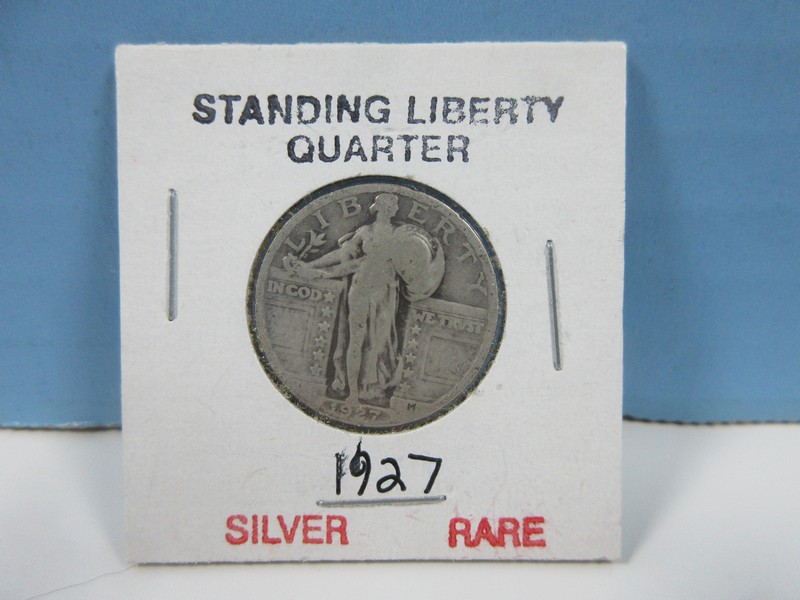 STANDING LIBERTY
QUARTER
LIBERTY
IN GOD
WE TRUST
1927
M
1927
SILVER RARE